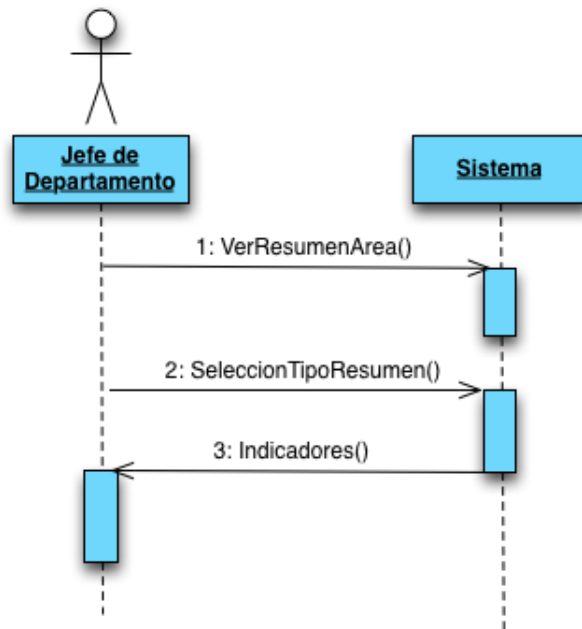 Jefe de
Departamento
Sistema
1: VerResumenArea()
2: SeleccionTipoResumen()
3: Indicadores()